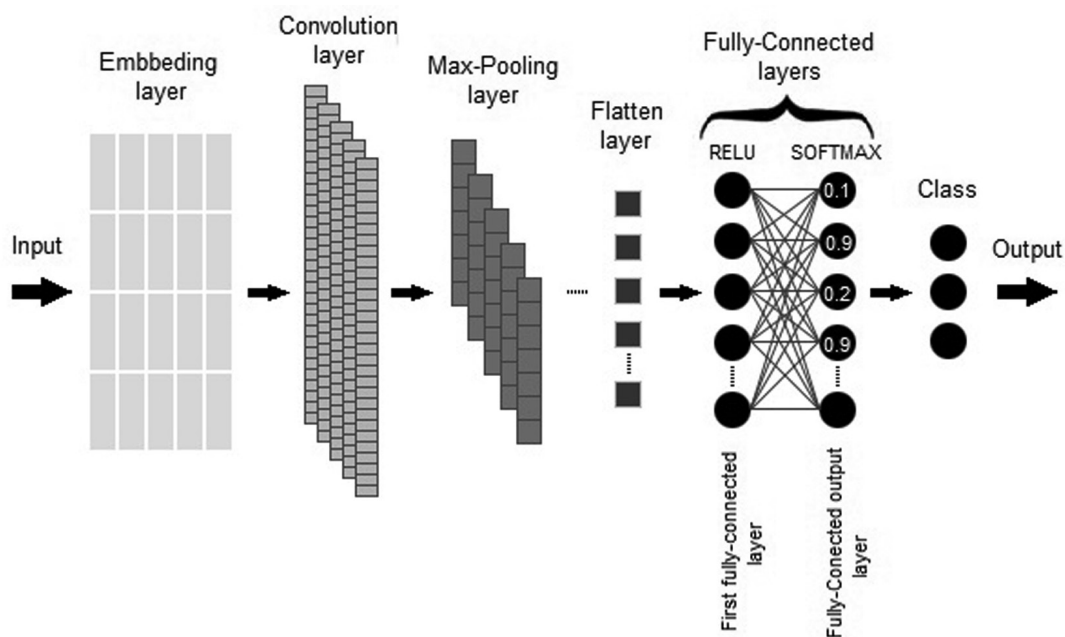 Input
Embbeding
layer
Convolution
layer
Max-Pooling
layer
Flatten
layer
Fully-Connected
layers
RELU
SOFTMAX
0.1
0.9
0.2
0.9
First fully-connected
layer
Fully-Conected output
layer
Class
Output